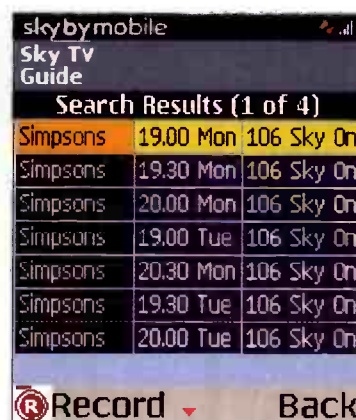 skybymobile
Sky TV
Guide
Search Results (1 of 4)
Simpsons 19.00 Mon 106 Sky On
Simpsons 19.30 Mon 106 Sky On
Simpsons 20.00 Mon 106 Sky On
Simpsons 19.00 Tue 106 Sky On
Simpsons 20.30 Mon 106 Sky On
Simpsons 19.30 Tue 106 Sky On
Simpsons 20.00 Tue 106 Sky On
R Record Back